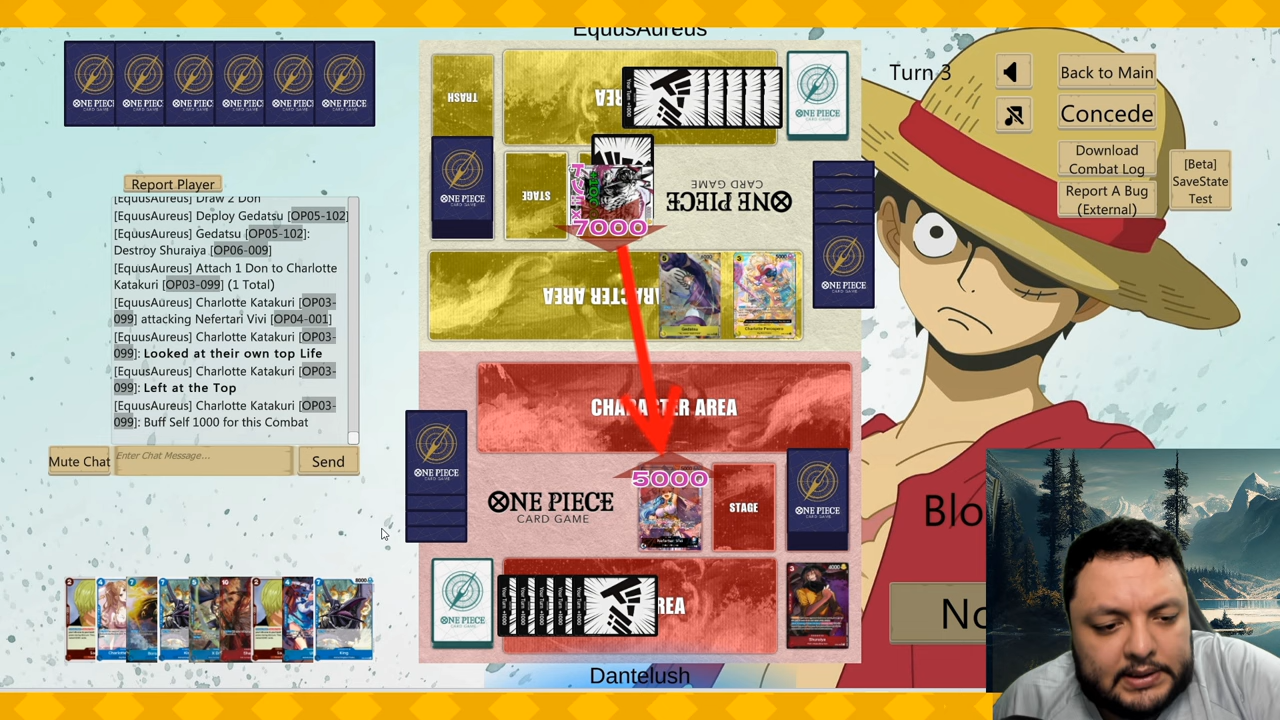 EquusAureus
Turn 3
Back to Main
Concede
Download
Combat Log
Report A Bug
(External)
[Beta]
SaveState
Test
Report Player
[EquusAureus] Draw 2 Don
[EquusAureus] Deploy Gedatsu [OP05-102]
[EquusAureus] Gedatsu [OP05-102]:
Destroy Shuraiya [OP06-009]
[EquusAureus] Attach 1 Don to Charlotte
Katakuri [OP03-099] (1 Total)
[EquusAureus] Charlotte Katakuri [OP03-
099] attacking Nefertari Vivi [OP04-001]
[EquusAureus] Charlotte Katakuri [OP03-
099]: Looked at their own top Life
[EquusAureus] Charlotte Katakuri [OP03-
099]: Left at the Top
[EquusAureus] Charlotte Katakuri [OP03-
099]: Buff Self 1000 for this Combat
Mute Chat
Enter Chat Message...
Send
TRASH
STAGE
ONE PIECE
CARD GAME
7000
CHARACTER AREA
5000
ONE PIECE
CARD GAME
STAGE
Nefertari Vivi
Shuraiya
Gedatsu
Blo
No
Dantelush